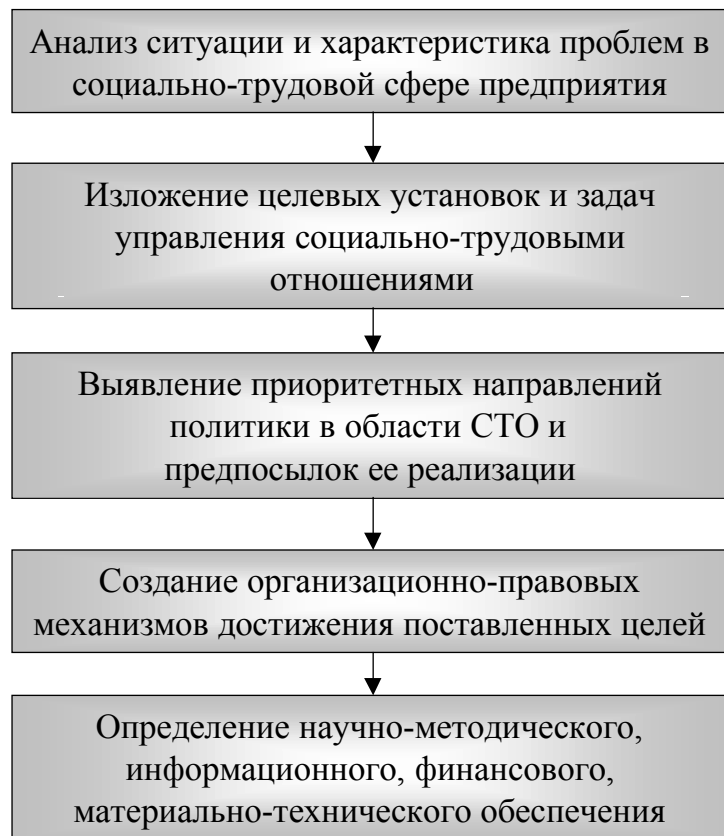 Анализ ситуации и характеристика проблем в
социально-трудовой сфере предприятия
Изложение целевых установок и задач
управления социально-трудовыми
отношениями
Выявление приоритетных направлений
политики в области СТО и
предпосылок ее реализации
Создание организационно-правовых
механизмов достижения поставленных целей
Определение научно-методического,
информационного, финансового,
материально-технического обеспечения